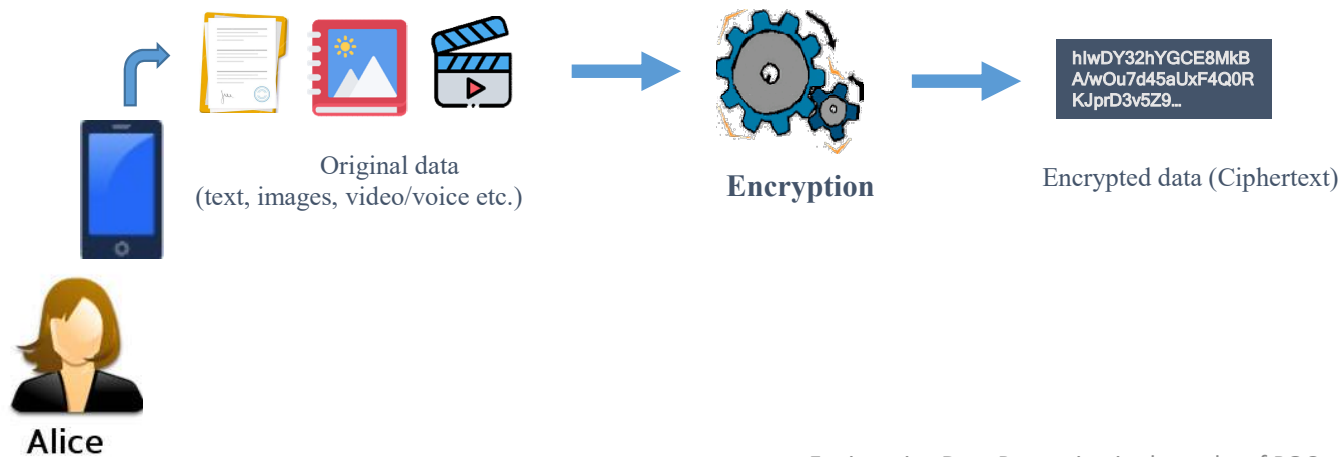 hIwDY32hYGCE8MkB
A/wOu7d45aUxF4Q0R
KJprD3v5Z9...
Original data
(text, images, video/voice etc.)
Encryption
Encrypted data (Ciphertext)
Alice